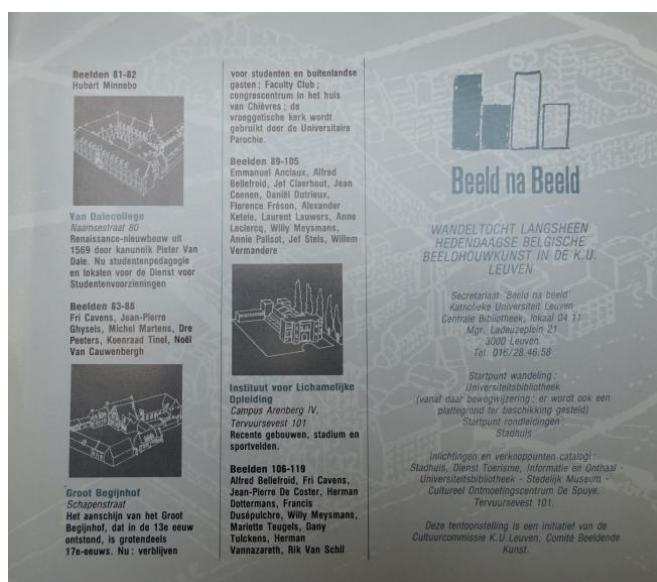 Beelden 81-82
Hubert Minnebo
Van Dalecollege
Naamsestraat 80
Renaissance-nieuwbouw uit
1569 door kanunnik Pieter Van
Dale. Nu studentenpedagogie
en lokalen voor de Dienst voor
Studentenvoorzieningen
Beelden 83-88
Fri Cavens, Jean-Pierre
Ghysels, Michel Martens, Dre
Peeters, Koenraad Tinel, Noël
Van Cauwenbergh
Groot Begijnhof
Schapenstraat
Het aanschijn van het Groot
Begijnhof, dat in de 13e eeuw
ontstond, is grotendeels
17e-eeuws. Nu : verblijven
voor studenten en buitenlandse
gasten ; Faculty Club ;
congrescentrum in het huis
van Chièvres ; de
vroeggotische kerk wordt
gebruikt door de Universitaire
Parochie.
Beelden 89-105
Emmanuel Anciaux, Alfred
Bellefroid, Jef Claerhout, Jean
Coenen, Daniël Dutrieux,
Florence Fréson, Alexander
Ketele, Laurent Lauwers, Anne
Leclercq, Willy Meysmans,
Annie Palisot, Jef Stels, Willem
Vermandere
Instituut voor Lichamelijke
Opleiding
Campus Arenberg IV,
Tervuursevest 101
Recente gebouwen, stadium en
sportvelden.
Beelden 106-119
Alfred Bellefroid, Fri Cavens,
Jean-Pierre De Coster, Herman
Dottermans, Francis
Dusépulchre, Willy Meysmans,
Mariette Teugels, Dany
Tulckens, Herman
Vannazareth, Rik Van Schil
Beeld na Beeld
WANDELTOCHT LANGSHEEN
HEDENDAAGSE BELGISCHE
BEELDHOUWKUNST IN DE K.U.
LEUVEN
Secretariaat 'Beeld na beeld'
Katholieke Universiteit Leuven
Centrale Bibliotheek, lokaal 04.11
Mgr. Ladeuzeplein 21
3000 Leuven
Tel. 016/28.46.58
Startpunt wandeling :
Universiteitsbibliotheek
(vanaf daar bewegwijzering ; er wordt ook een
plattegrond ter beschikking gesteld)
Startpunt rondleidingen :
Stadhuis
Inlichtingen en verkooppunten catalogi :
Stadhuis, Dienst Toerisme, Informatie en Onthaal -
Universiteitsbibliotheek - Stedelijk Museum -
Cultureel Ontmoetingscentrum De Spuye,
Tervuursevest 101.
Deze tentoonstelling is een initiatief van de
Cultuurcommissie K.U.Leuven, Comité Beeldende
Kunst.